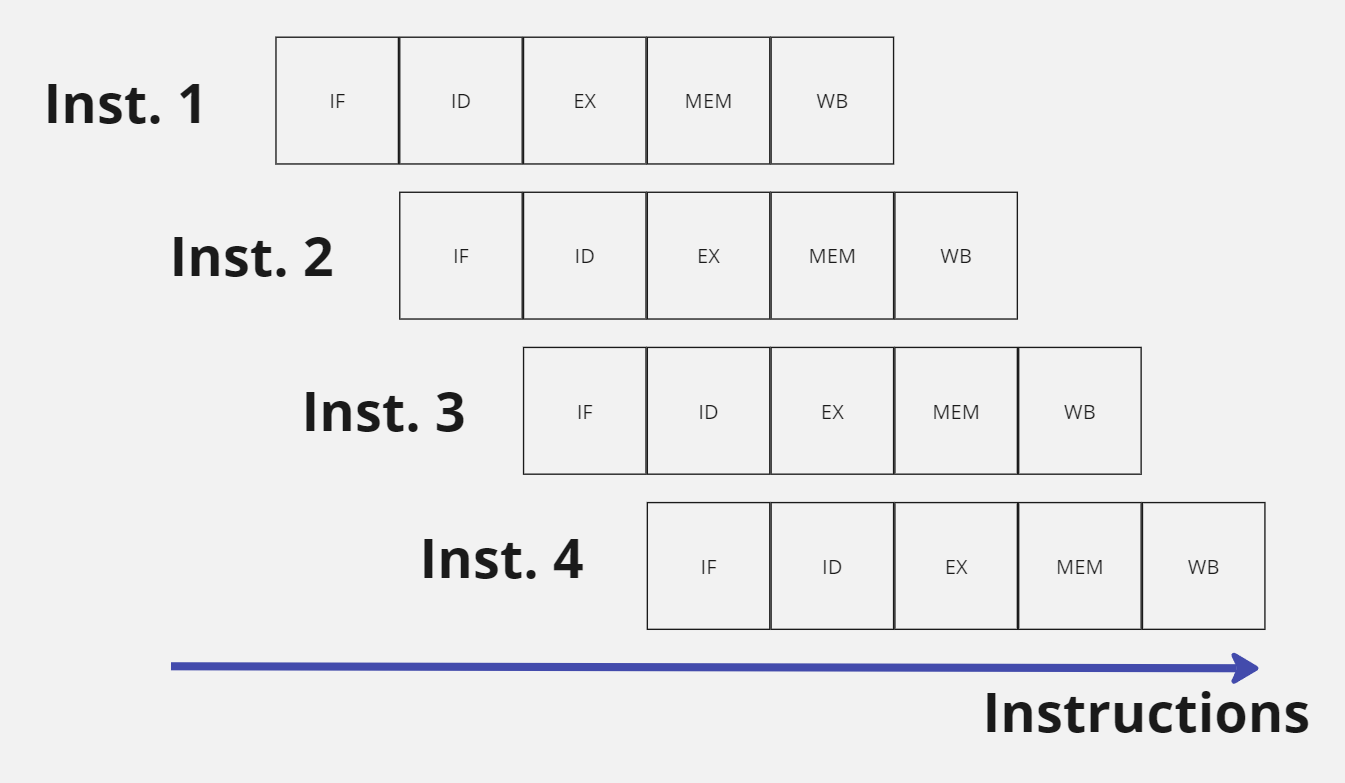 Inst. 1 IF ID EX MEM WB
Inst. 2 IF ID EX MEM WB
Inst. 3 IF ID EX MEM WB
Inst. 4 IF ID EX MEM WB
Instructions